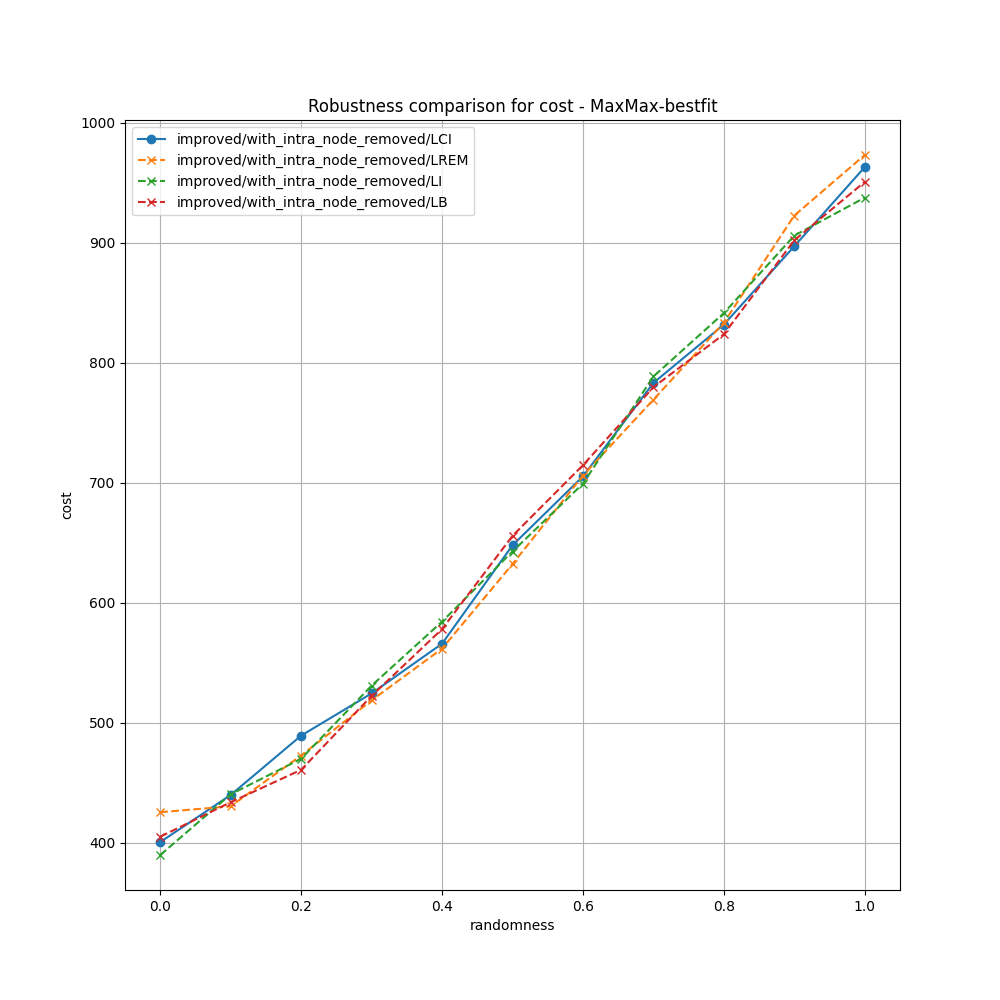 Robustness comparison for cost - MaxMax-bestfit
improved/with_intra_node_removed/LCI
improved/with_intra_node_removed/LREM
improved/with_intra_node_removed/LI
improved/with_intra_node_removed/LB
1000
900
800
700
600
500
400
cost
0.0 0.2 0.4 0.6 0.8 1.0
randomness